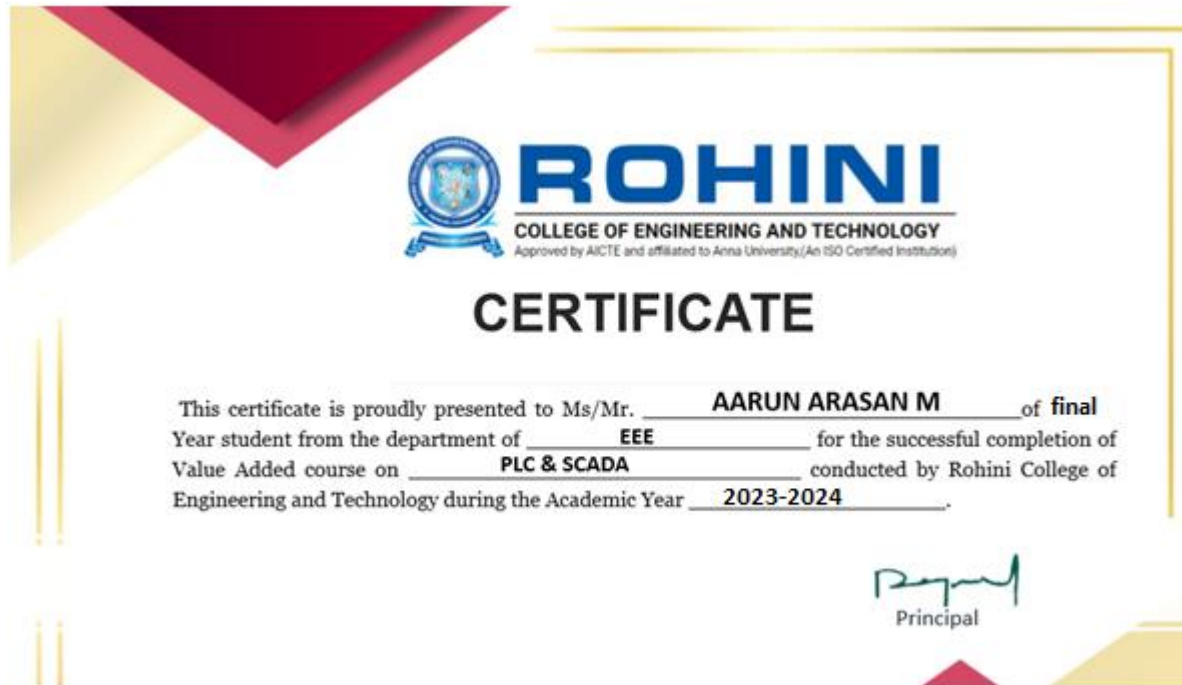 ROHINI
COLLEGE OF ENGINEERING AND TECHNOLOGY
Approved by AICTE and affiliated to Anna University,(An ISO Certified Institution)
CERTIFICATE
This certificate is proudly presented to Ms/Mr. AARUN ARASAN M of final
Year student from the department of EEE for the successful completion of
Value Added course on PLC & SCADA conducted by Rohini College of
Engineering and Technology during the Academic Year 2023-2024.
Principal